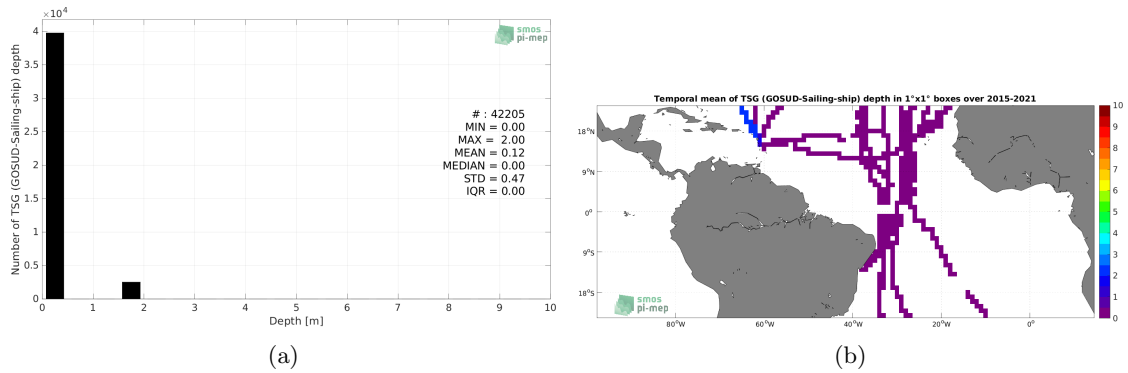 ×10⁴
4
3.5
3
2.5
2
1.5
1
0.5
0
Number of TSG (GOSUD-Sailing-ship) depth
smos
pi-mep
# : 42205
MIN = 0.00
MAX = 2.00
MEAN = 0.12
MEDIAN = 0.00
STD = 0.47
IQR = 0.00
0 1 2 3 4 5 6 7 8 9 10
Depth [m]
(a)
Temporal mean of TSG (GOSUD-Sailing-ship) depth in 1°x1° boxes over 2015-2021
18°N
9°N
0°
9°S
18°S
smos
pi-mep
80°W 60°W 40°W 20°W 0°
10
9
8
7
6
5
4
3
2
1
0
(b)